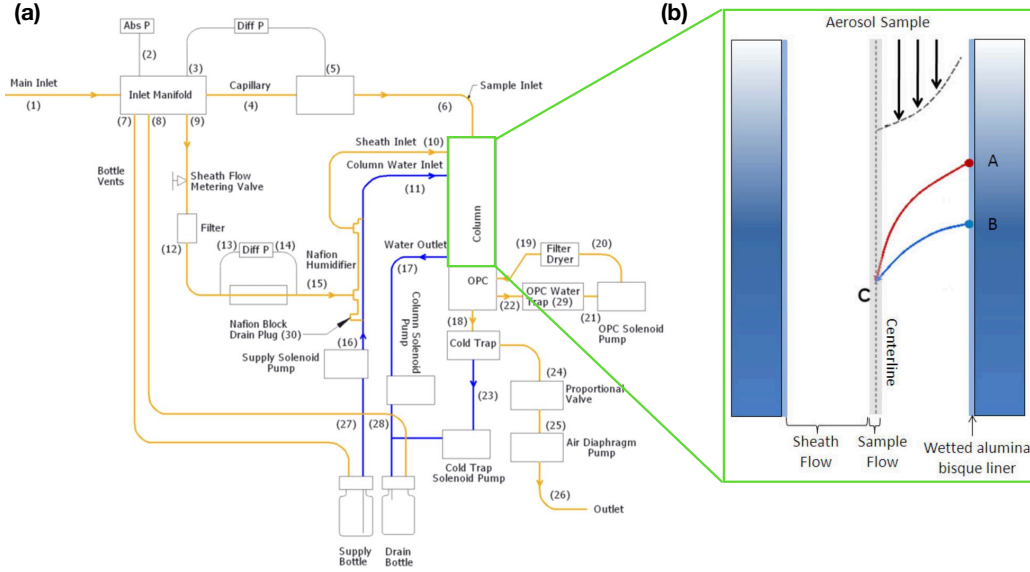 (a)
Abs P
(2)
Diff P
(3)
(5)
Main Inlet
(1)
Inlet Manifold
Capillary
(4)
Sample Inlet
(6)
(7)
(8)
(9)
Sheath Inlet (10)
Column Water Inlet
(11)
Bottle
Vents
Sheath Flow
Metering Valve
Column
Filter
(12)
(13)
Diff P
(14)
Nafion
Humidifier
(15)
Water Outlet
(17)
(19)
Filter
Dryer
(20)
OPC
(22)
OPC Water
Trap (29)
(21)
OPC Solenoid
Pump
Nafion Block
Drain Plug (30)
(16)
Supply Solenoid
Pump
Column Solenoid
Pump
(18)
Cold Trap
(23)
(24)
Proportional
Valve
(25)
Air Diaphragm
Pump
(27)
(28)
Cold Trap
Solenoid Pump
(26)
Outlet
Supply
Bottle
Drain
Bottle
(b)
Aerosol Sample
A
B
C
Centerline
Sheath
Flow
Sample
Flow
Wetted alumina
bisque liner